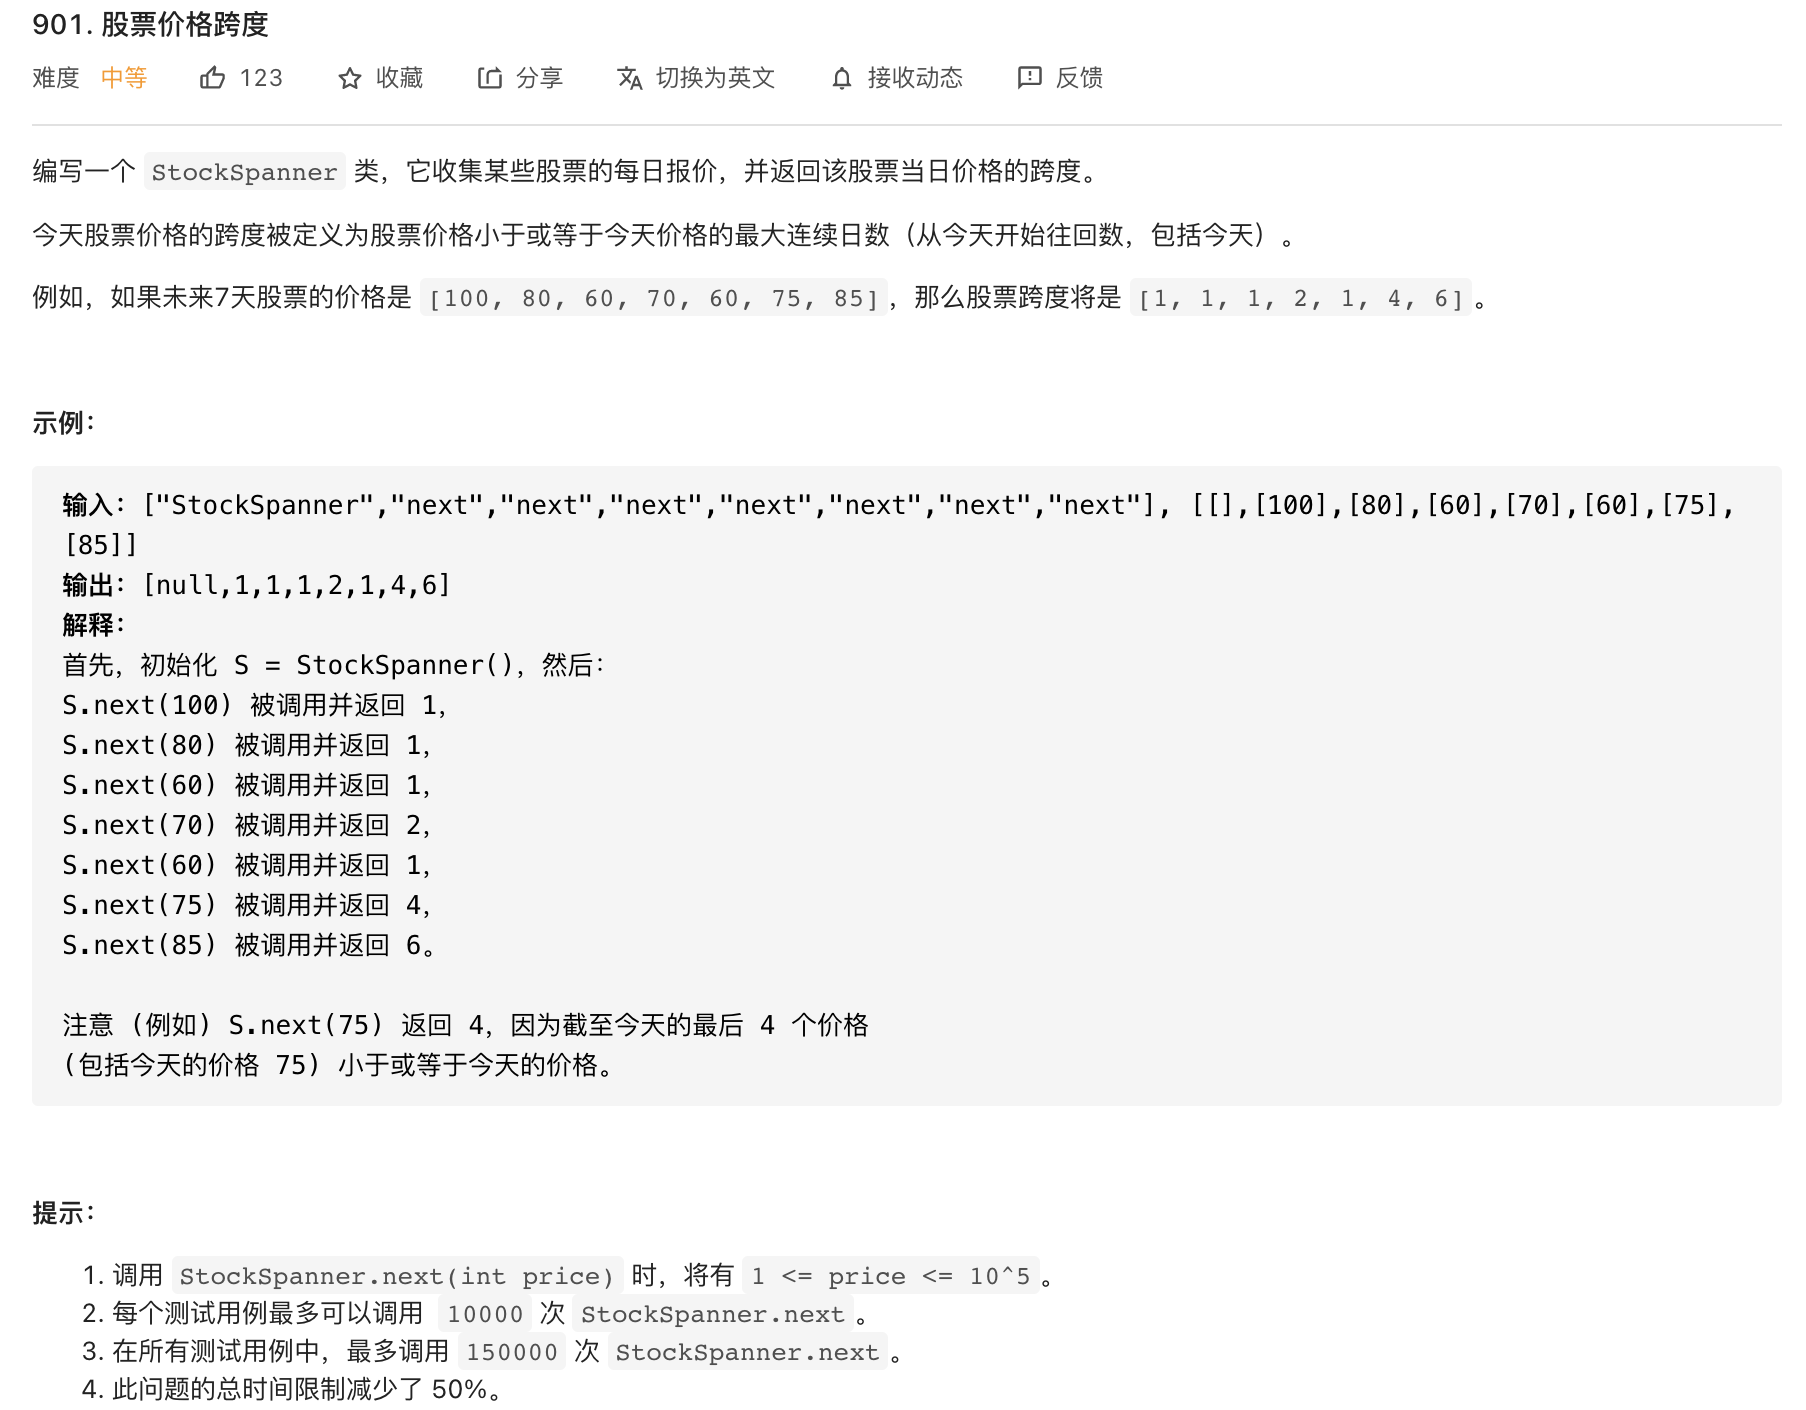 901. 股票价格跨度
难度 中等 123 收藏 分享 切换为英文 接收动态 反馈
编写一个 StockSpanner 类，它收集某些股票的每日报价，并返回该股票当日价格的跨度。
今天股票价格的跨度被定义为股票价格小于或等于今天价格的最大连续日数（从今天开始往回数，包括今天）。
例如，如果未来7天股票的价格是 [100, 80, 60, 70, 60, 75, 85]，那么股票跨度将是 [1, 1, 1, 2, 1, 4, 6]。
示例：
输入：["StockSpanner","next","next","next","next","next","next","next"], [[],[100],[80],[60],[70],[60],[75],
[85]]
输出：[null,1,1,1,2,1,4,6]
解释：
首先，初始化 S = StockSpanner()，然后：
S.next(100) 被调用并返回 1，
S.next(80) 被调用并返回 1，
S.next(60) 被调用并返回 1，
S.next(70) 被调用并返回 2，
S.next(60) 被调用并返回 1，
S.next(75) 被调用并返回 4，
S.next(85) 被调用并返回 6。
注意 (例如) S.next(75) 返回 4，因为截至今天的最后 4 个价格
(包括今天的价格 75) 小于或等于今天的价格。
提示：
1. 调用 StockSpanner.next(int price) 时，将有 1 <= price <= 10^5。
2. 每个测试用例最多可以调用 10000 次 StockSpanner.next。
3. 在所有测试用例中，最多调用 150000 次 StockSpanner.next。
4. 此问题的总时间限制减少了 50%。